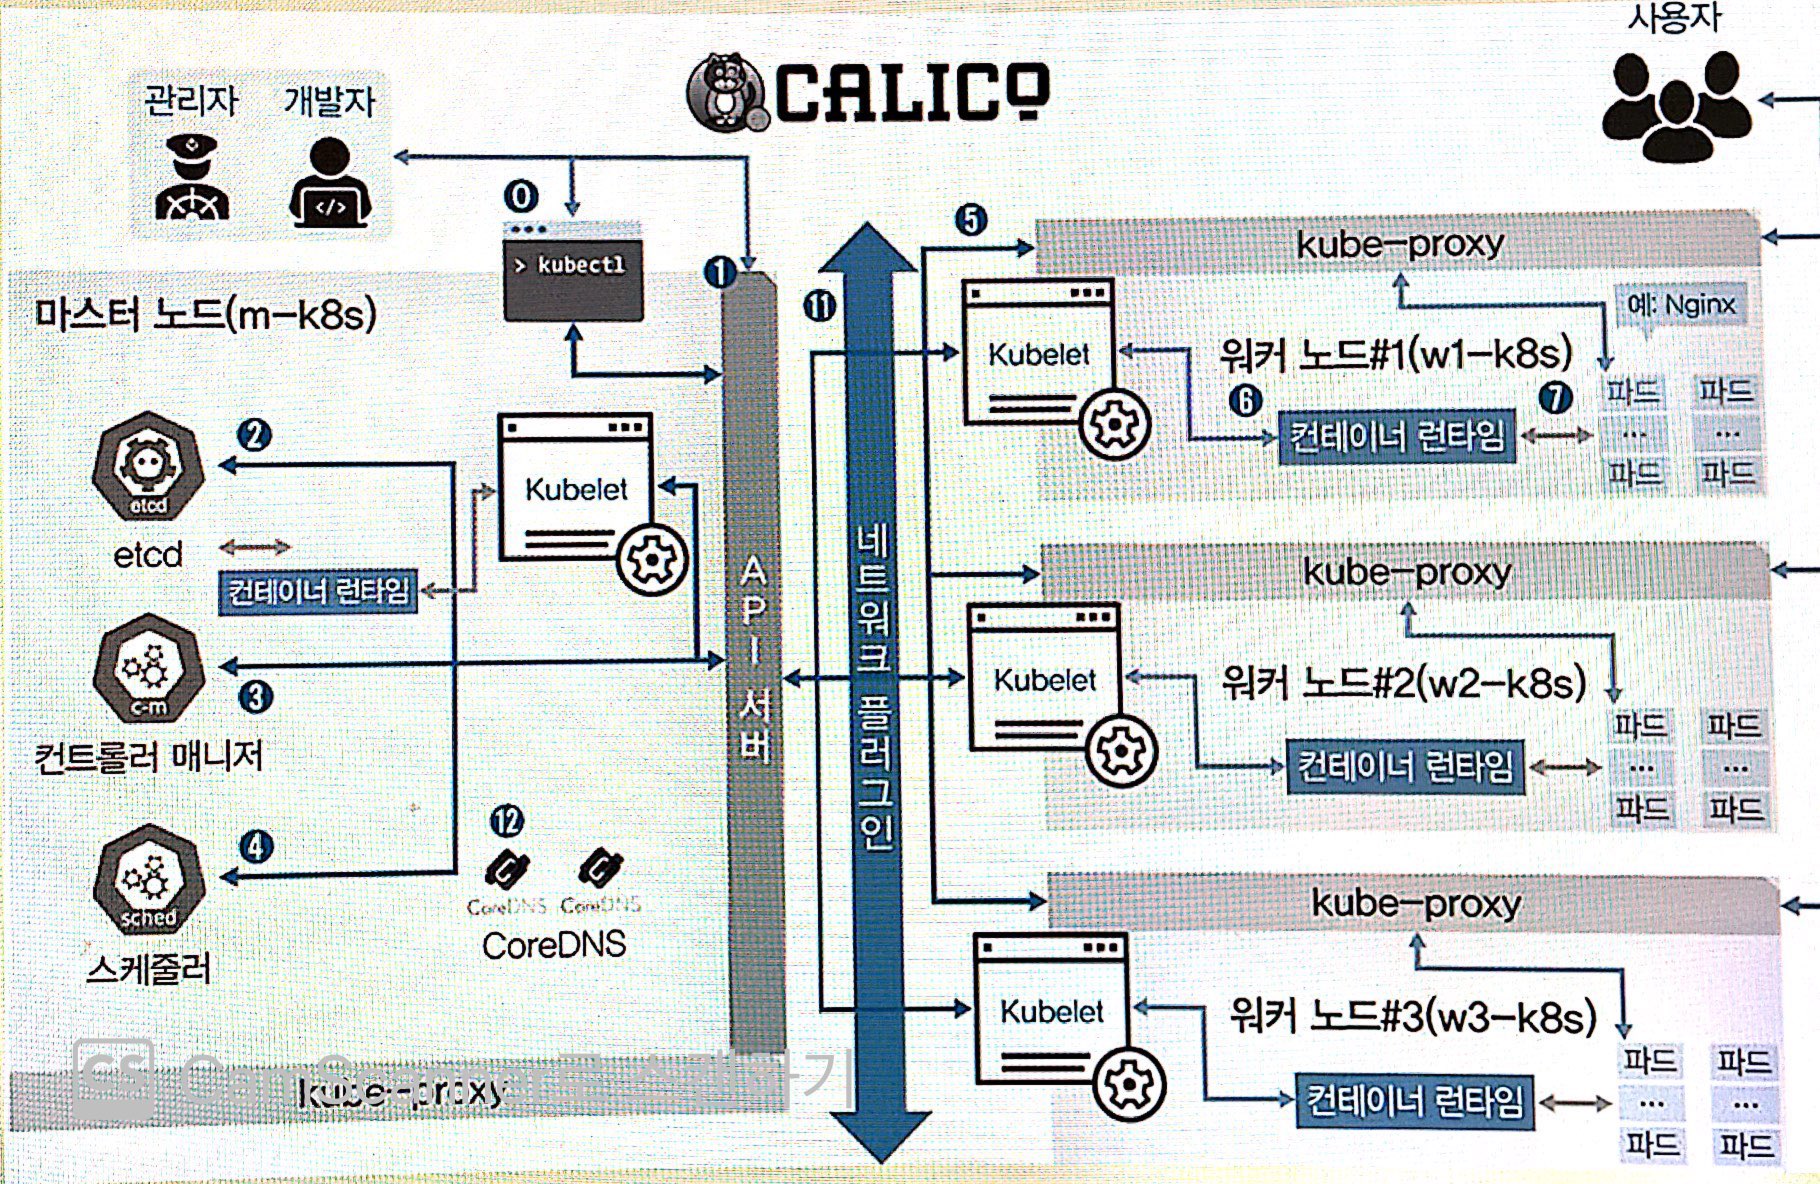 사용자
CALICO
관리자 개발자
0
> kubectl
1
마스터 노드(m-k8s)
2
etcd
etcd
Kubelet
컨테이너 런타임
c-m
3
컨트롤러 매니저
4
sched
스케줄러
12
CoreDNS CoreDNS
CoreDNS
API 서버
kube-proxy
11
네트워크 플러그인
5
kube-proxy
예: Nginx
Kubelet
워커 노드#1(w1-k8s)
6
컨테이너 런타임
7
파드 파드
... ...
파드 파드
kube-proxy
Kubelet
워커 노드#2(w2-k8s)
컨테이너 런타임
파드 파드
... ...
파드 파드
kube-proxy
Kubelet
워커 노드#3(w3-k8s)
컨테이너 런타임
파드 파드
... ...
파드 파드
CS CamScanner로 스캔하기